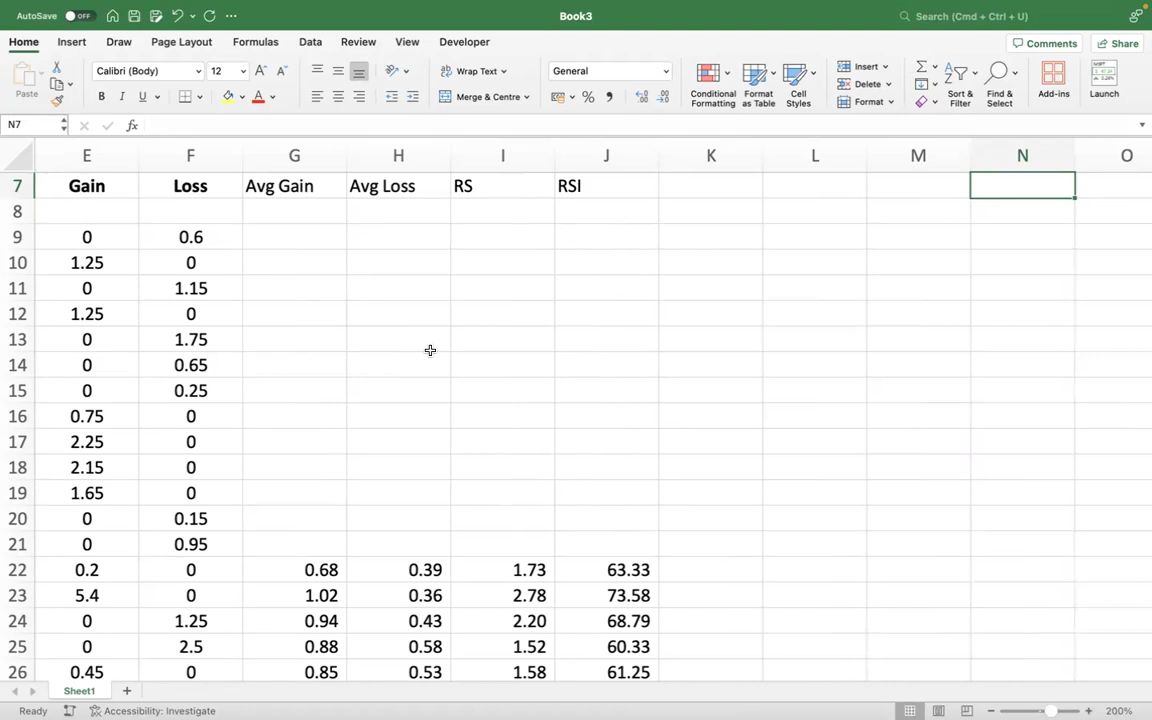 AutoSave OFF Book3 Search (Cmd + Ctrl + U)
Home Insert Draw Page Layout Formulas Data Review View Developer Comments Share
Paste Calibri (Body) 12 A A Wrap Text General Conditional Formatting Format as Table Cell Styles Insert Sort & Filter Find & Select Add-ins Launch
B I U A Merge & Centre % Delete
Format
N7 fx
E F G H I J K L M N O
7 Gain Loss Avg Gain Avg Loss RS RSI
8
9 0 0.6
10 1.25 0
11 0 1.15
12 1.25 0
13 0 1.75
14 0 0.65
15 0 0.25
16 0.75 0
17 2.25 0
18 2.15 0
19 1.65 0
20 0 0.15
21 0 0.95
22 0.2 0 0.68 0.39 1.73 63.33
23 5.4 0 1.02 0.36 2.78 73.58
24 0 1.25 0.94 0.43 2.20 68.79
25 0 2.5 0.88 0.58 1.52 60.33
26 0.45 0 0.85 0.53 1.58 61.25
Sheet1
Ready Accessibility: Investigate 200%